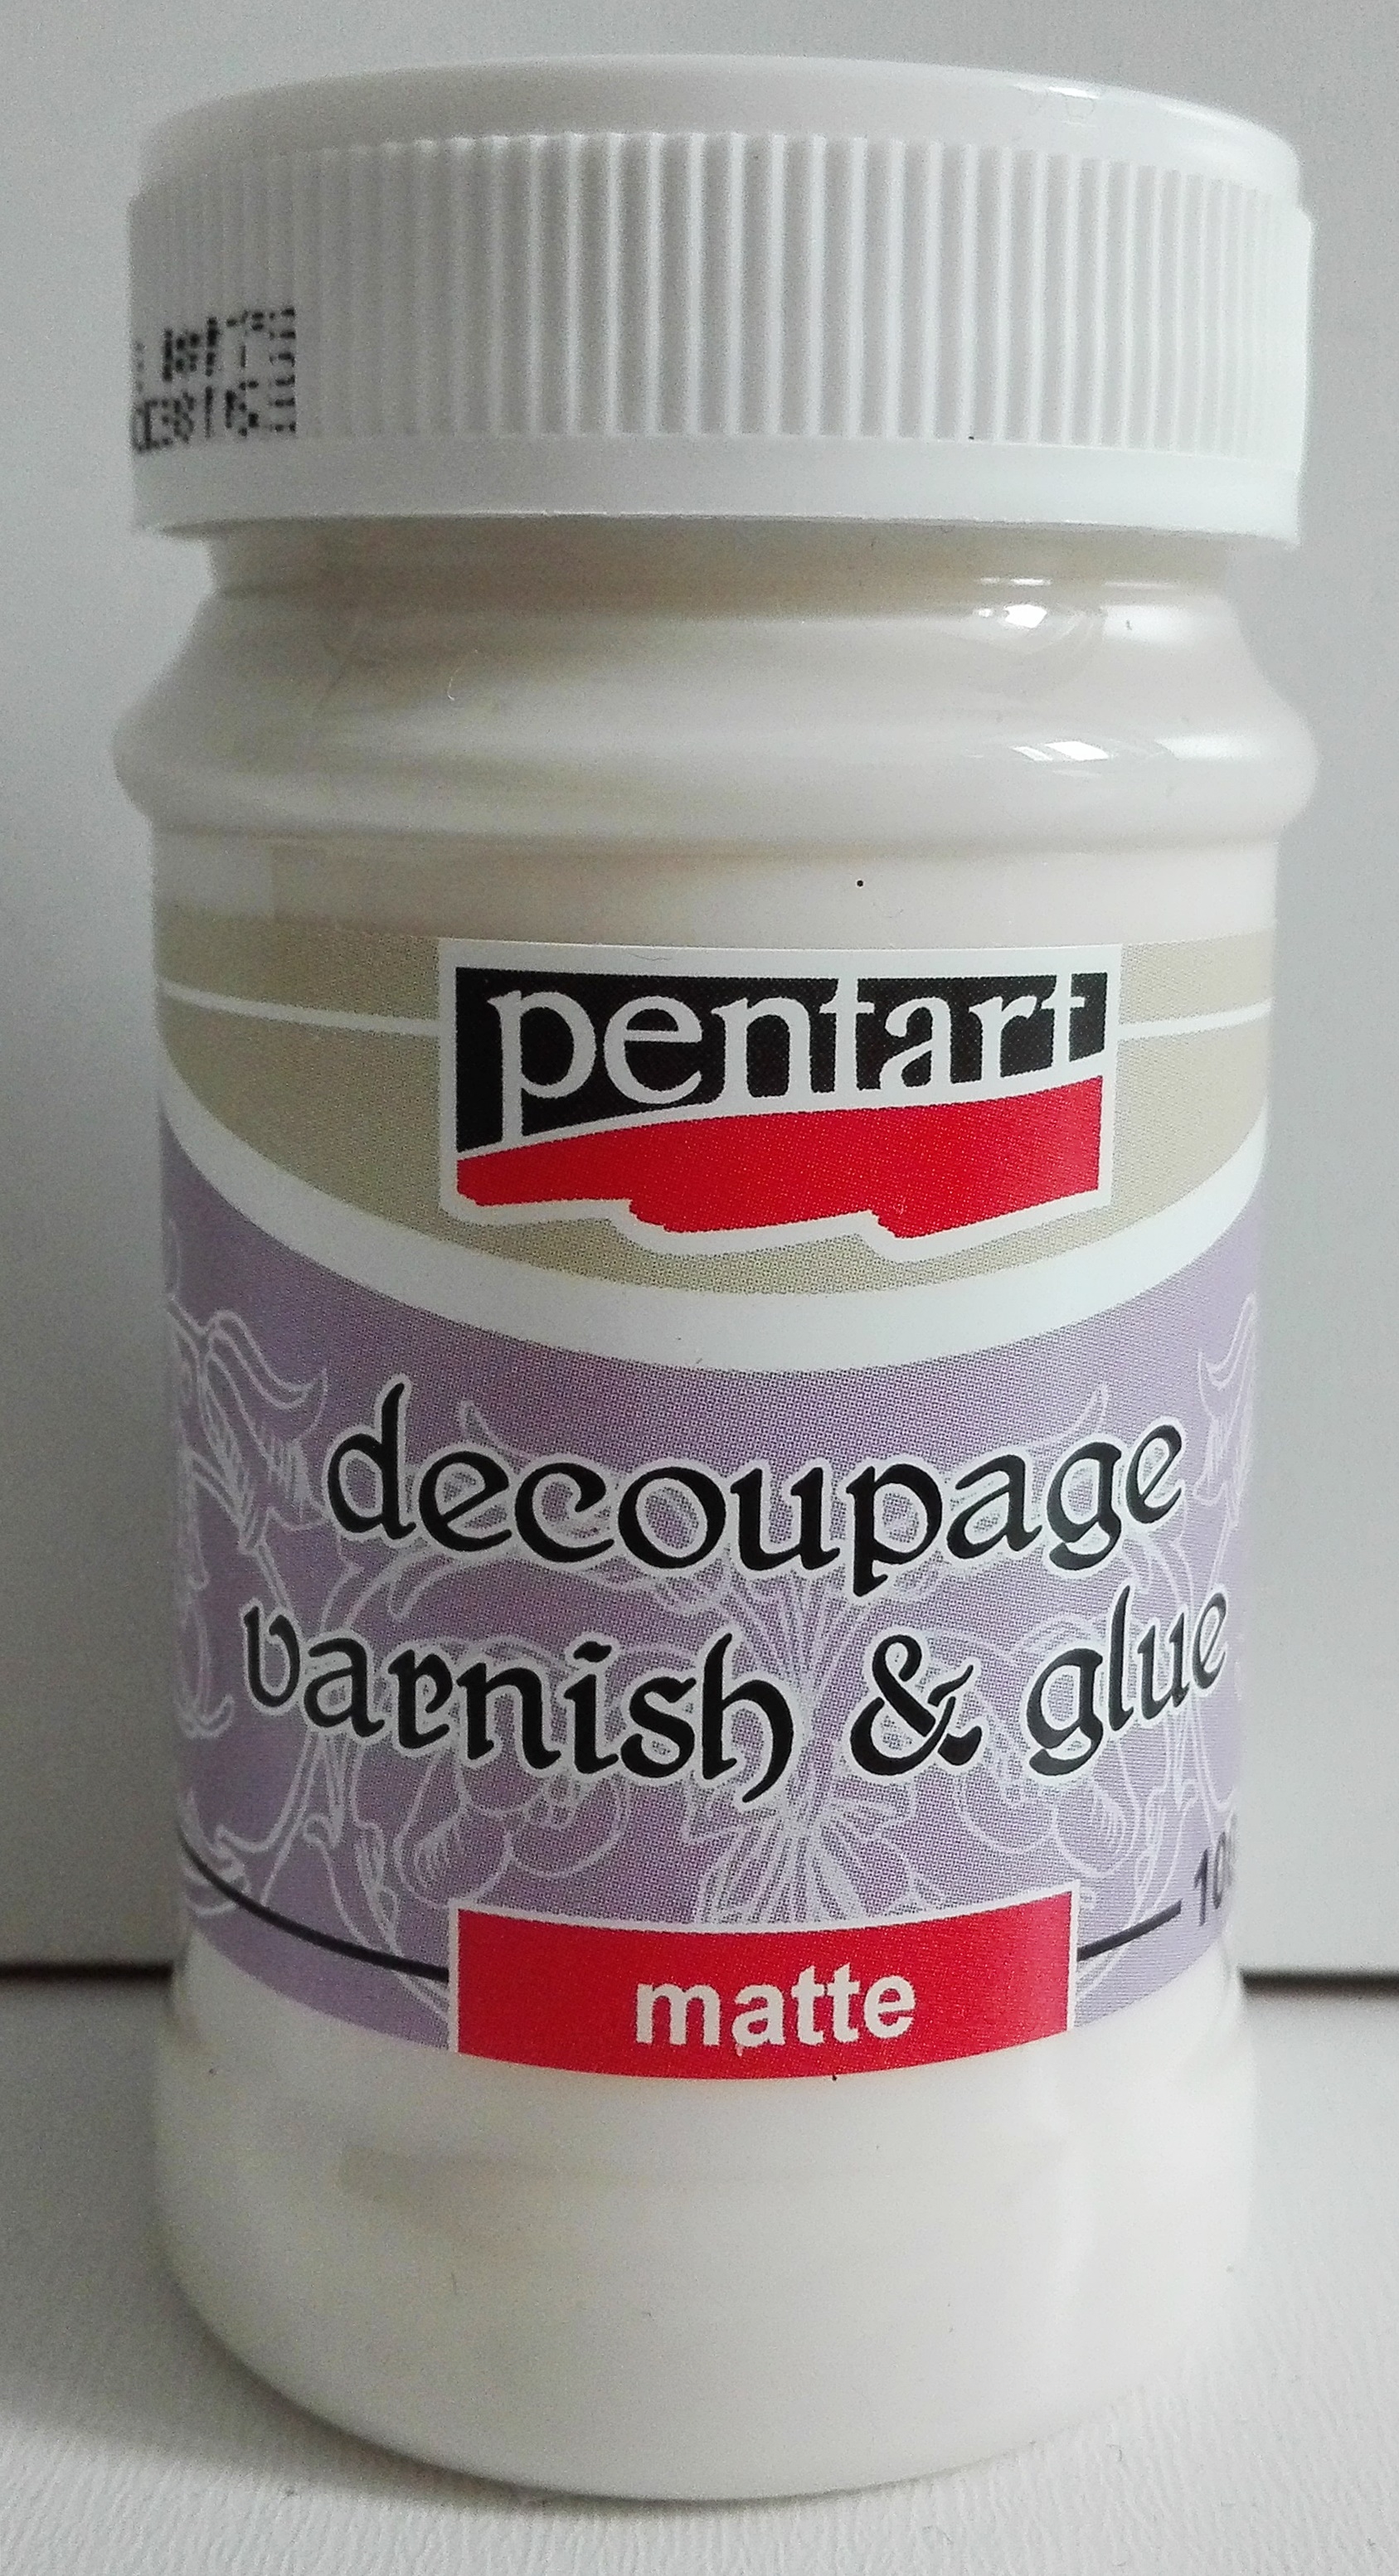 pentart
decoupage
varnish & glue
matte